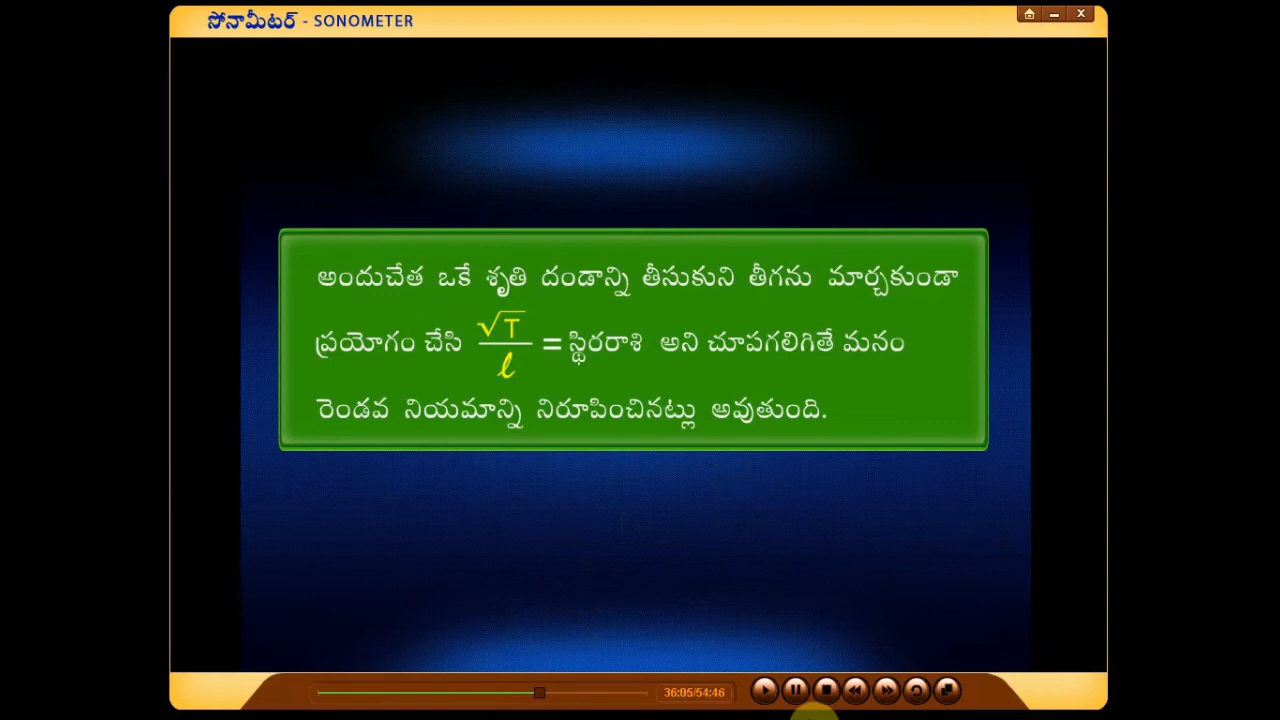 సోనామీటర్ - SONOMETER
అందుచేత ఒకే శృతి దండాన్ని తీసుకుని తీగను మార్చకుండా
ప్రయోగం చేసి √T/ℓ = స్థిరరాశి అని చూపగలిగితే మనం
రెండవ నియమాన్ని నిరూపించినట్లు అవుతుంది.
36:05/54:46